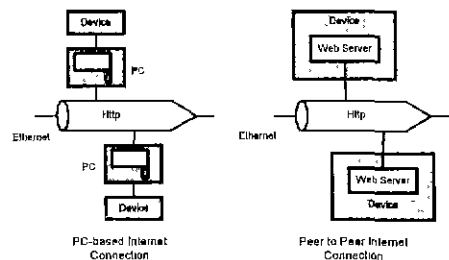 Device
PC
Http
Ethernet
PC
Device
PC-based Internet
Connection
Device
Web Server
Http
Ethernet
Web Server
Device
Peer to Peer Internet
Connection